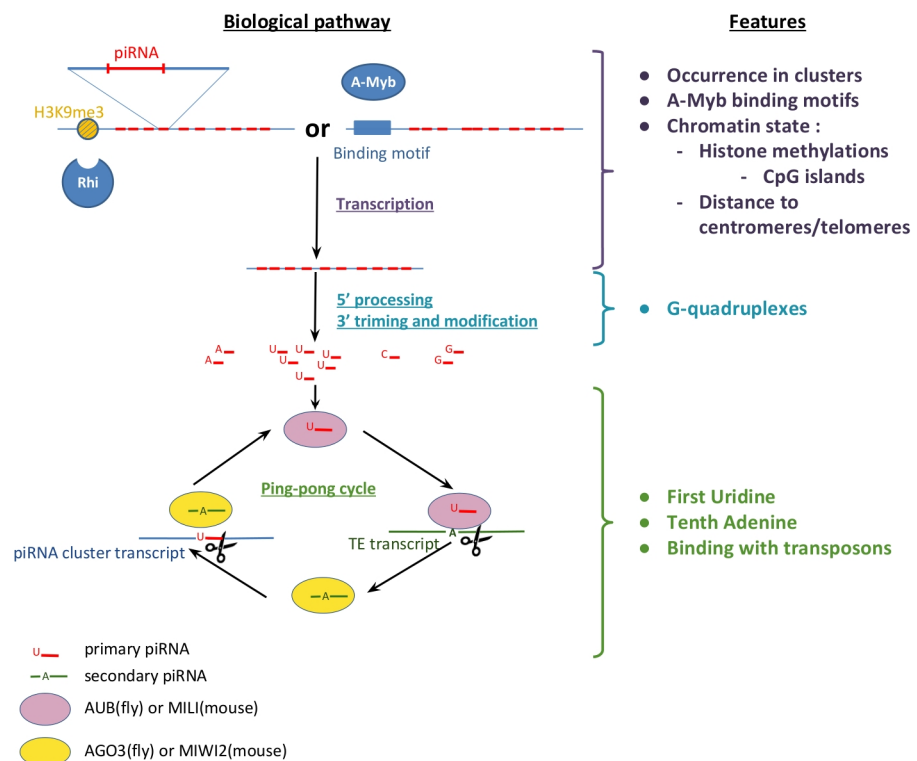 Biological pathway
Features
piRNA
A-Myb
H3K9me3
or
Binding motif
Rhi
Transcription
● Occurrence in clusters
● A-Myb binding motifs
● Chromatin state :
- Histone methylations
- CpG islands
- Distance to
centromeres/telomeres
5’ processing
3’ triming and modification
● G-quadruplexes
A
A
U
U
U
U
U
U
C
G
G
U
Ping-pong cycle
A
U
piRNA cluster transcript
U
A
TE transcript
A
● First Uridine
● Tenth Adenine
● Binding with transposons
U primary piRNA
A secondary piRNA
AUB(fly) or MILI(mouse)
AGO3(fly) or MIWI2(mouse)